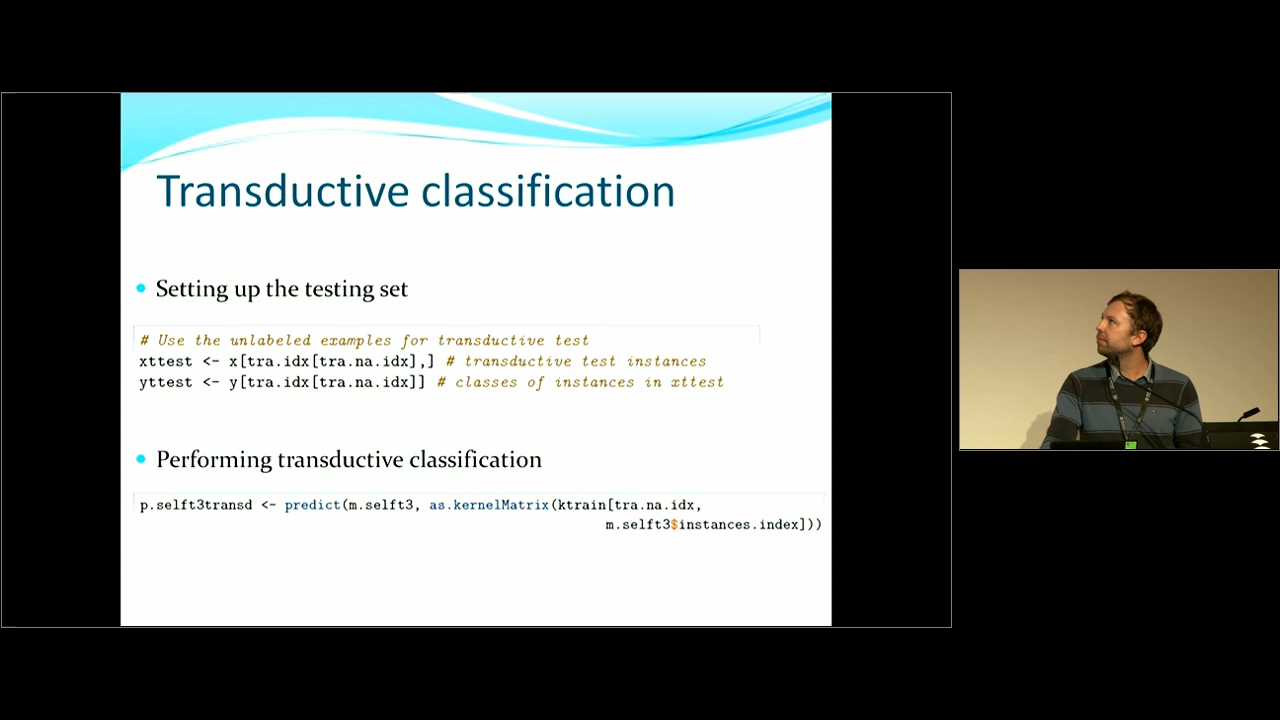 Transductive classification
Setting up the testing set
# Use the unlabeled examples for transductive test
xttest <- x[tra.idx[tra.na.idx],] # transductive test instances
yttest <- y[tra.idx[tra.na.idx]] # classes of instances in xttest
Performing transductive classification
p.selft3transd <- predict(m.selft3, as.kernelMatrix(ktrain[tra.na.idx,
m.selft3$instances.index]))